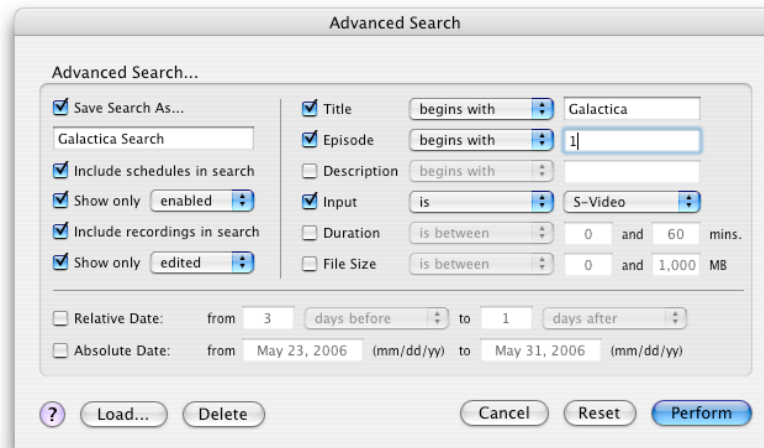 Advanced Search
Advanced Search...
Save Search As...
Galactica Search
Include schedules in search
Show only enabled
Include recordings in search
Show only edited
Title begins with Galactica
Episode begins with 1
Description begins with
Input is S-Video
Duration is between 0 and 60 mins.
File Size is between 0 and 1,000 MB
Relative Date: from 3 days before to 1 days after
Absolute Date: from May 23, 2006 (mm/dd/yy) to May 31, 2006 (mm/dd/yy)
? Load... Delete Cancel Reset Perform